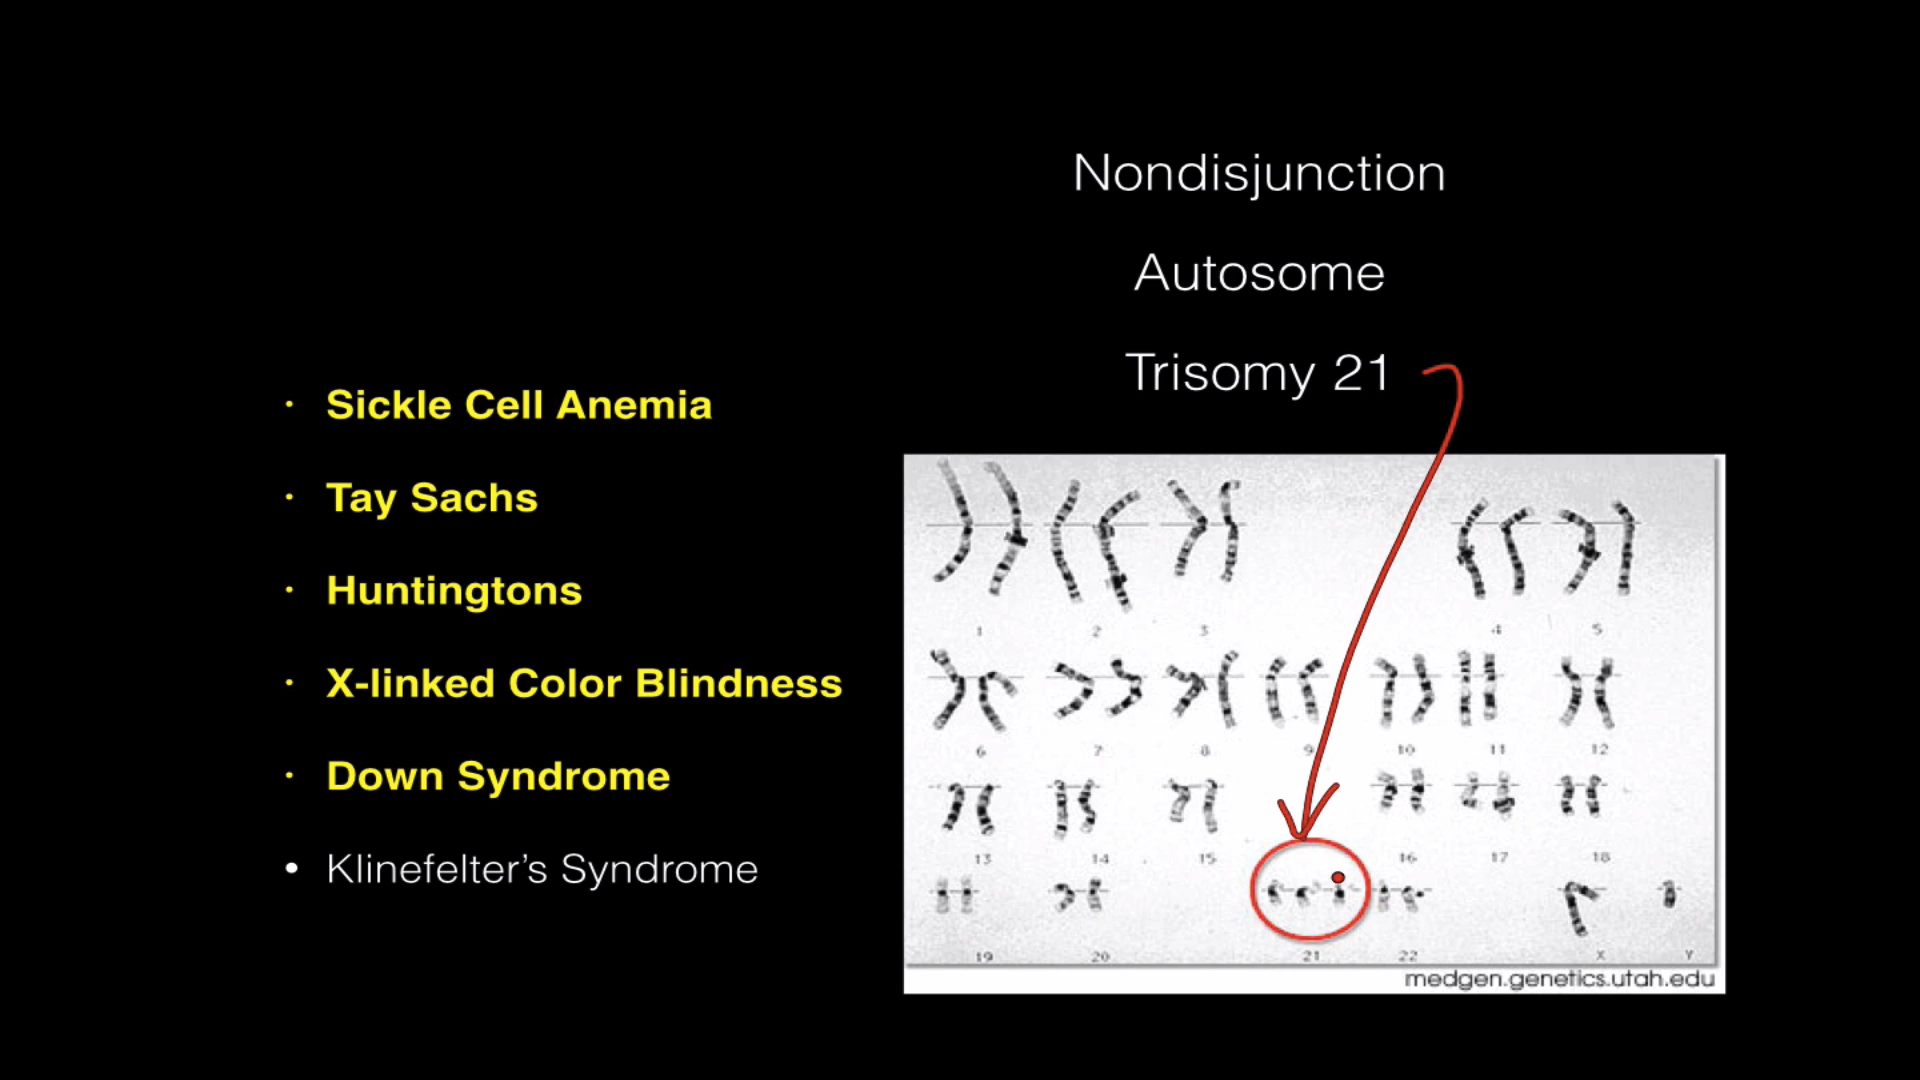 Nondisjunction
Autosome
Trisomy 21
• Sickle Cell Anemia
• Tay Sachs
• Huntingtons
• X-linked Color Blindness
• Down Syndrome
• Klinefelter’s Syndrome
1 2 3 4 5
6 7 8 9 10 11 12
13 14 15 16 17 18
19 20 21 22 X Y
medgen.genetics.utah.edu